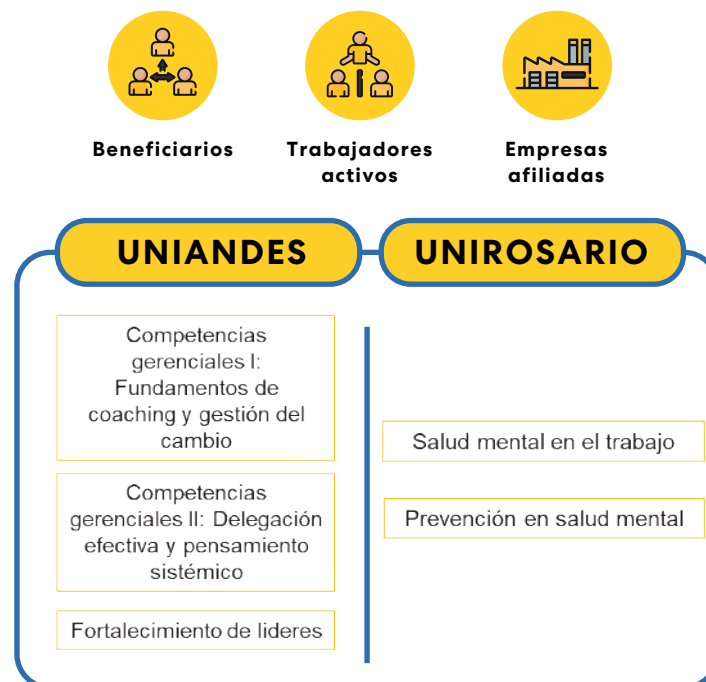 Beneficiarios
Trabajadores
activos
Empresas
afiliadas
UNIANDES
UNIROSARIO
Competencias
gerenciales I:
Fundamentos de
coaching y gestión del
cambio
Competencias
gerenciales II: Delegación
efectiva y pensamiento
sistémico
Fortalecimiento de lideres
Salud mental en el trabajo
Prevención en salud mental